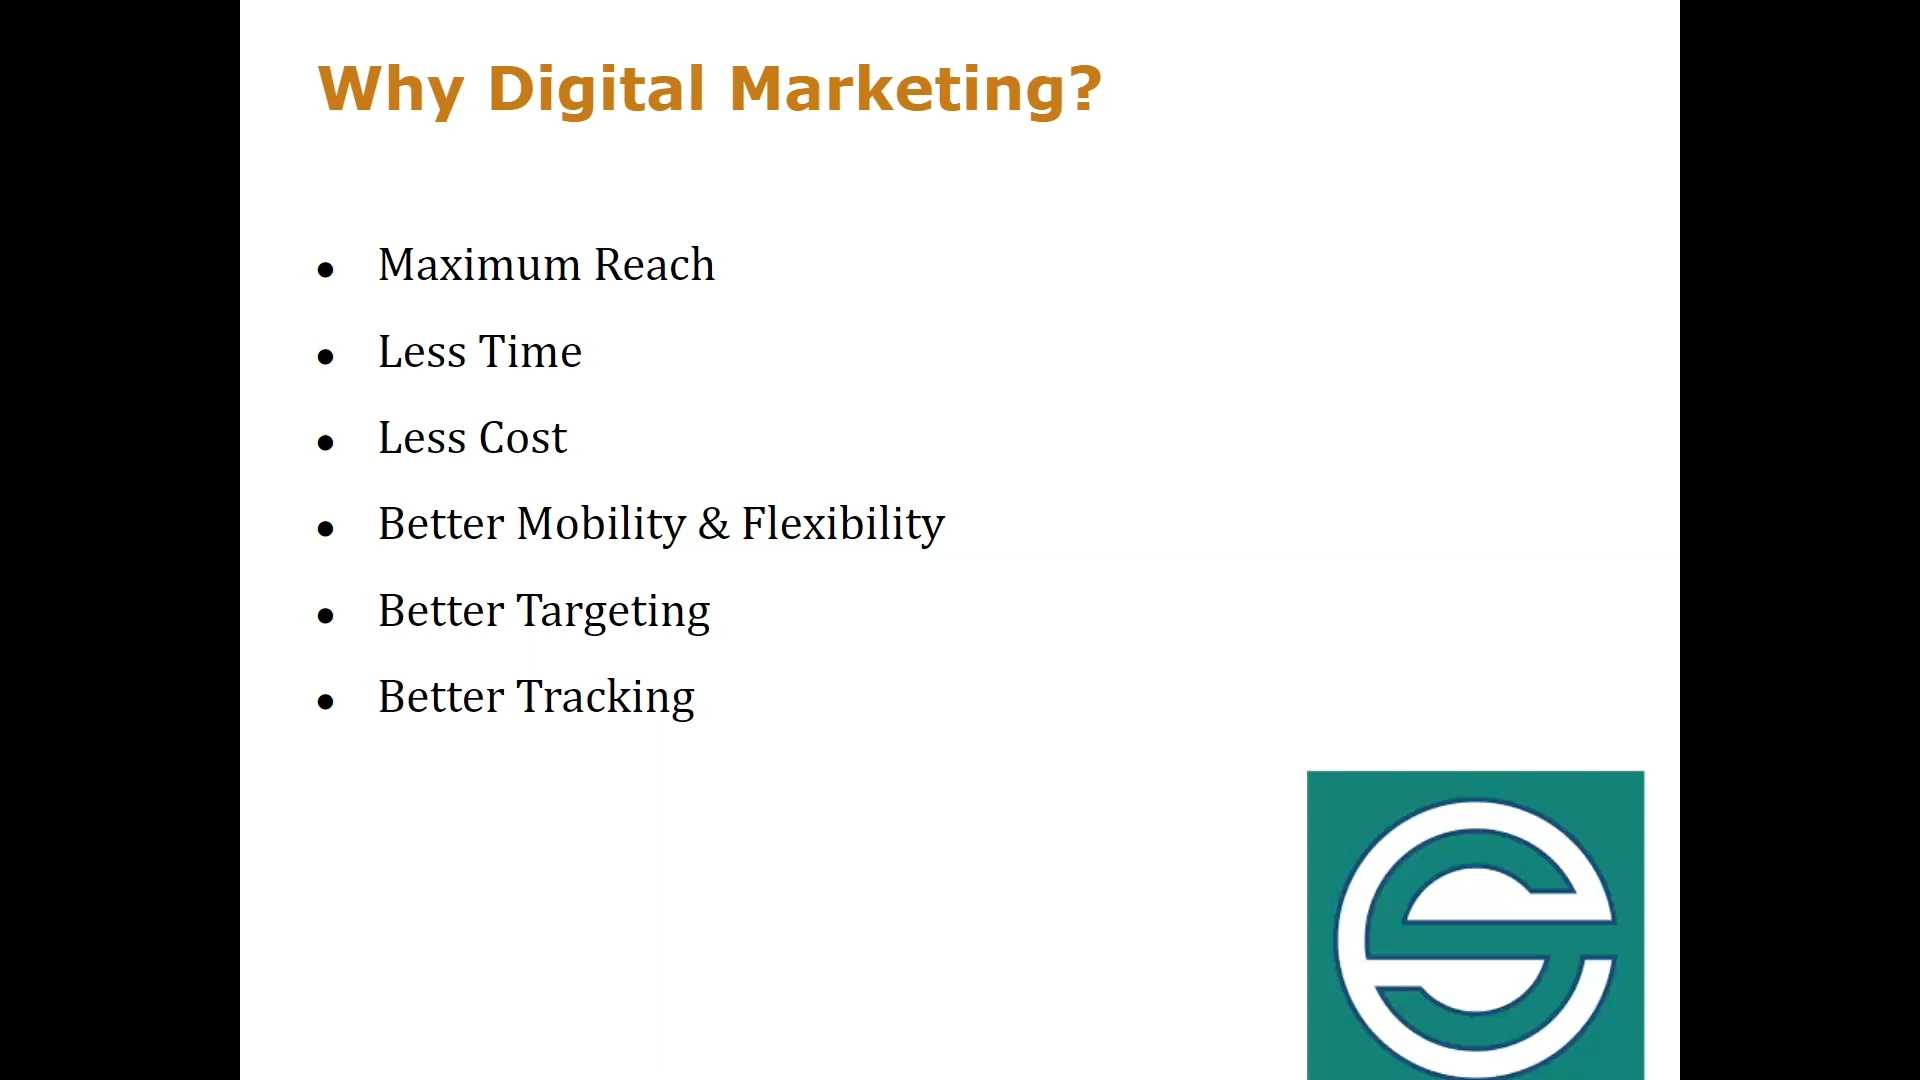 Why Digital Marketing?
● Maximum Reach
● Less Time
● Less Cost
● Better Mobility & Flexibility
● Better Targeting
● Better Tracking